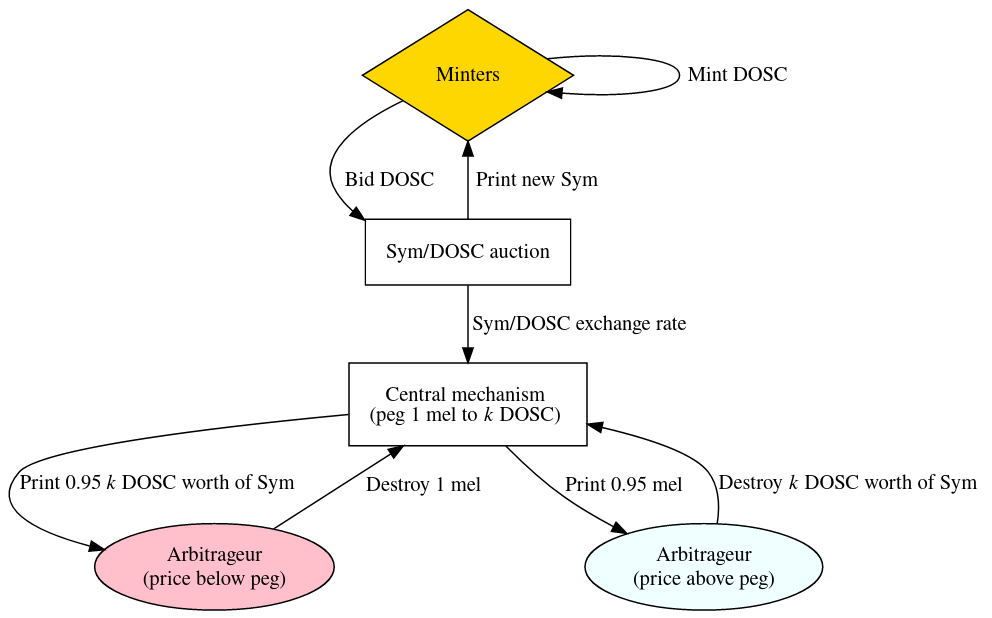 Minters
Mint DOSC
Bid DOSC
Print new Sym
Sym/DOSC auction
Sym/DOSC exchange rate
Central mechanism
(peg 1 mel to k DOSC)
Print 0.95 k DOSC worth of Sym
Destroy 1 mel
Print 0.95 mel
Destroy k DOSC worth of Sym
Arbitrageur
(price below peg)
Arbitrageur
(price above peg)